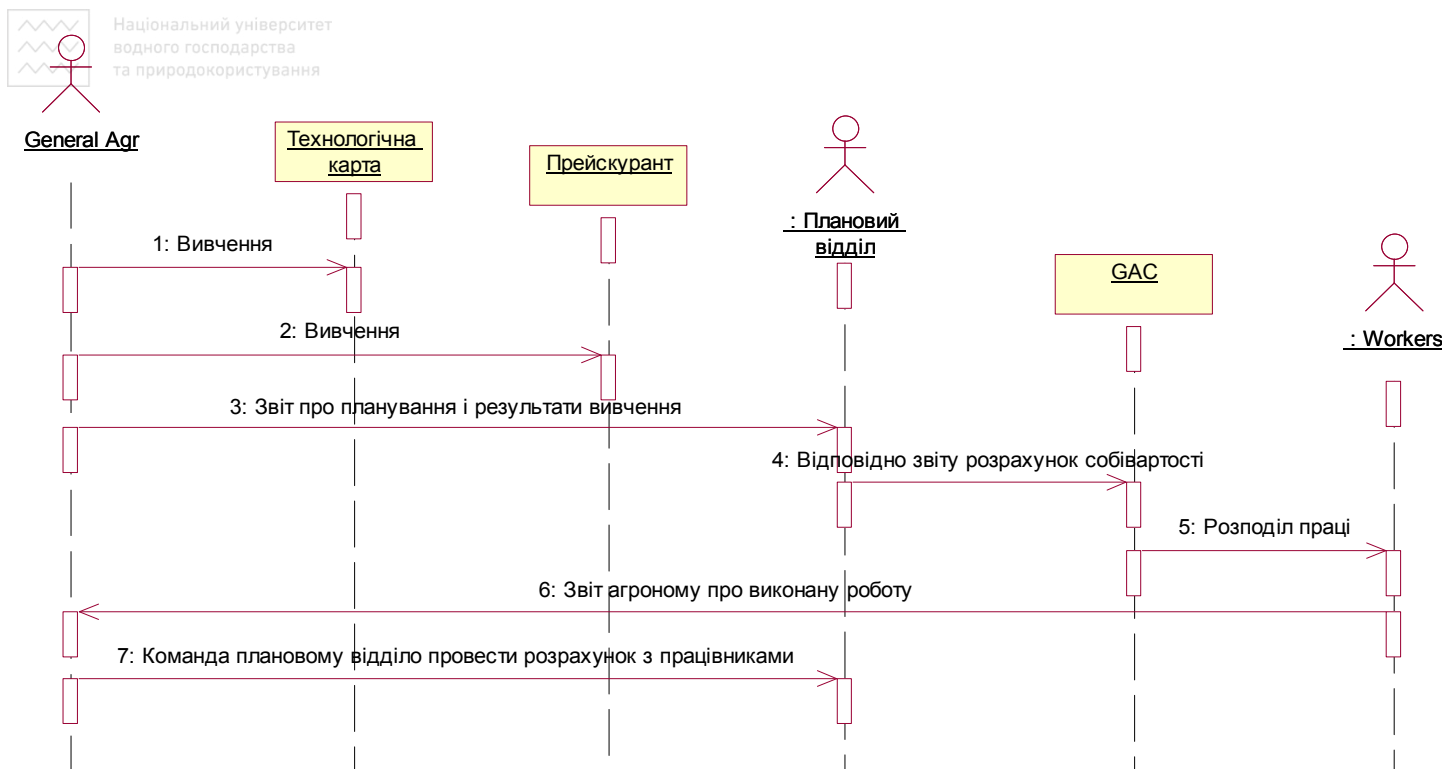 Національний університет
водного господарства
та природокористування
General Agr
Технологічна
карта
Прейскурант
: Плановий
відділ
GAC
: Workers
1: Вивчення
2: Вивчення
3: Звіт про планування і результати вивчення
4: Відповідно звіту розрахунок собівартості
5: Розподіл праці
6: Звіт агроному про виконану роботу
7: Команда плановому відділо провести розрахунок з працівниками